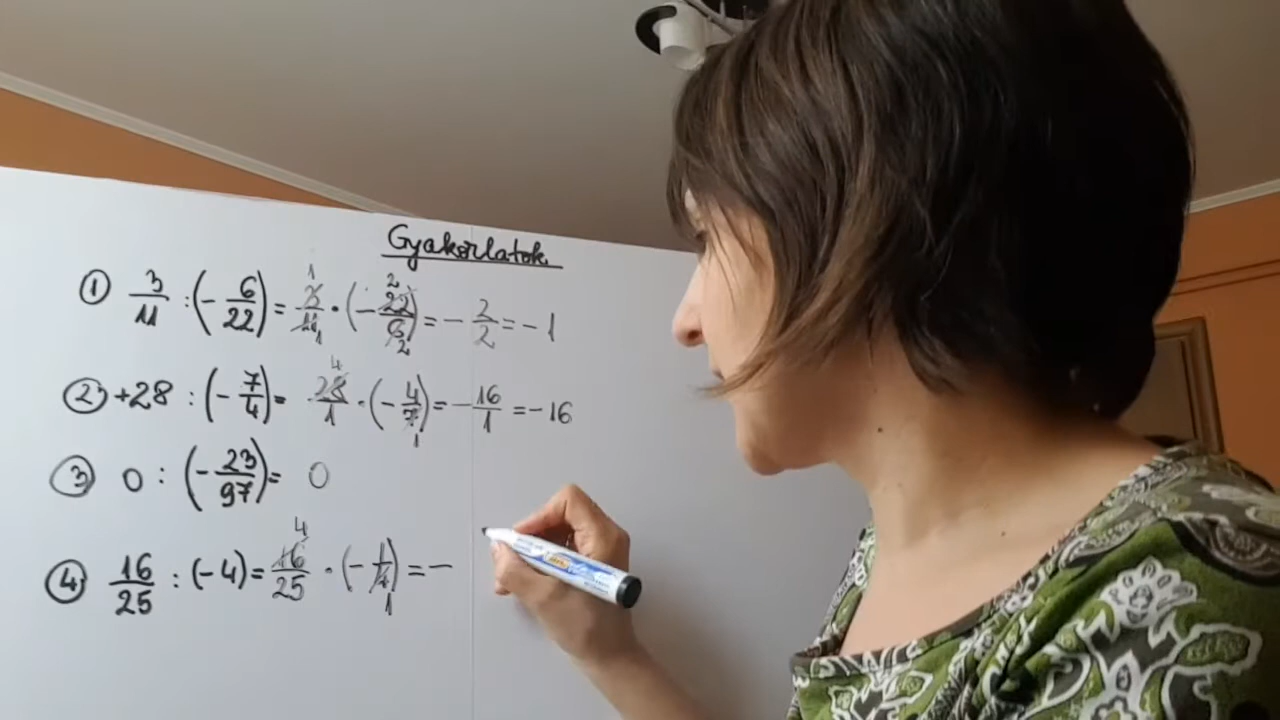 Gyakorlatok
① 3/11 : (- 6/22) = 3/11 · (- 22/6) = - 2/2 = - 1
② +28 : (- 7/4) = 28/1 · (- 4/7) = - 16/1 = - 16
③ 0 : (- 23/97) = 0
④ 16/25 : (- 4) = 16/25 · (- 1/4) = -